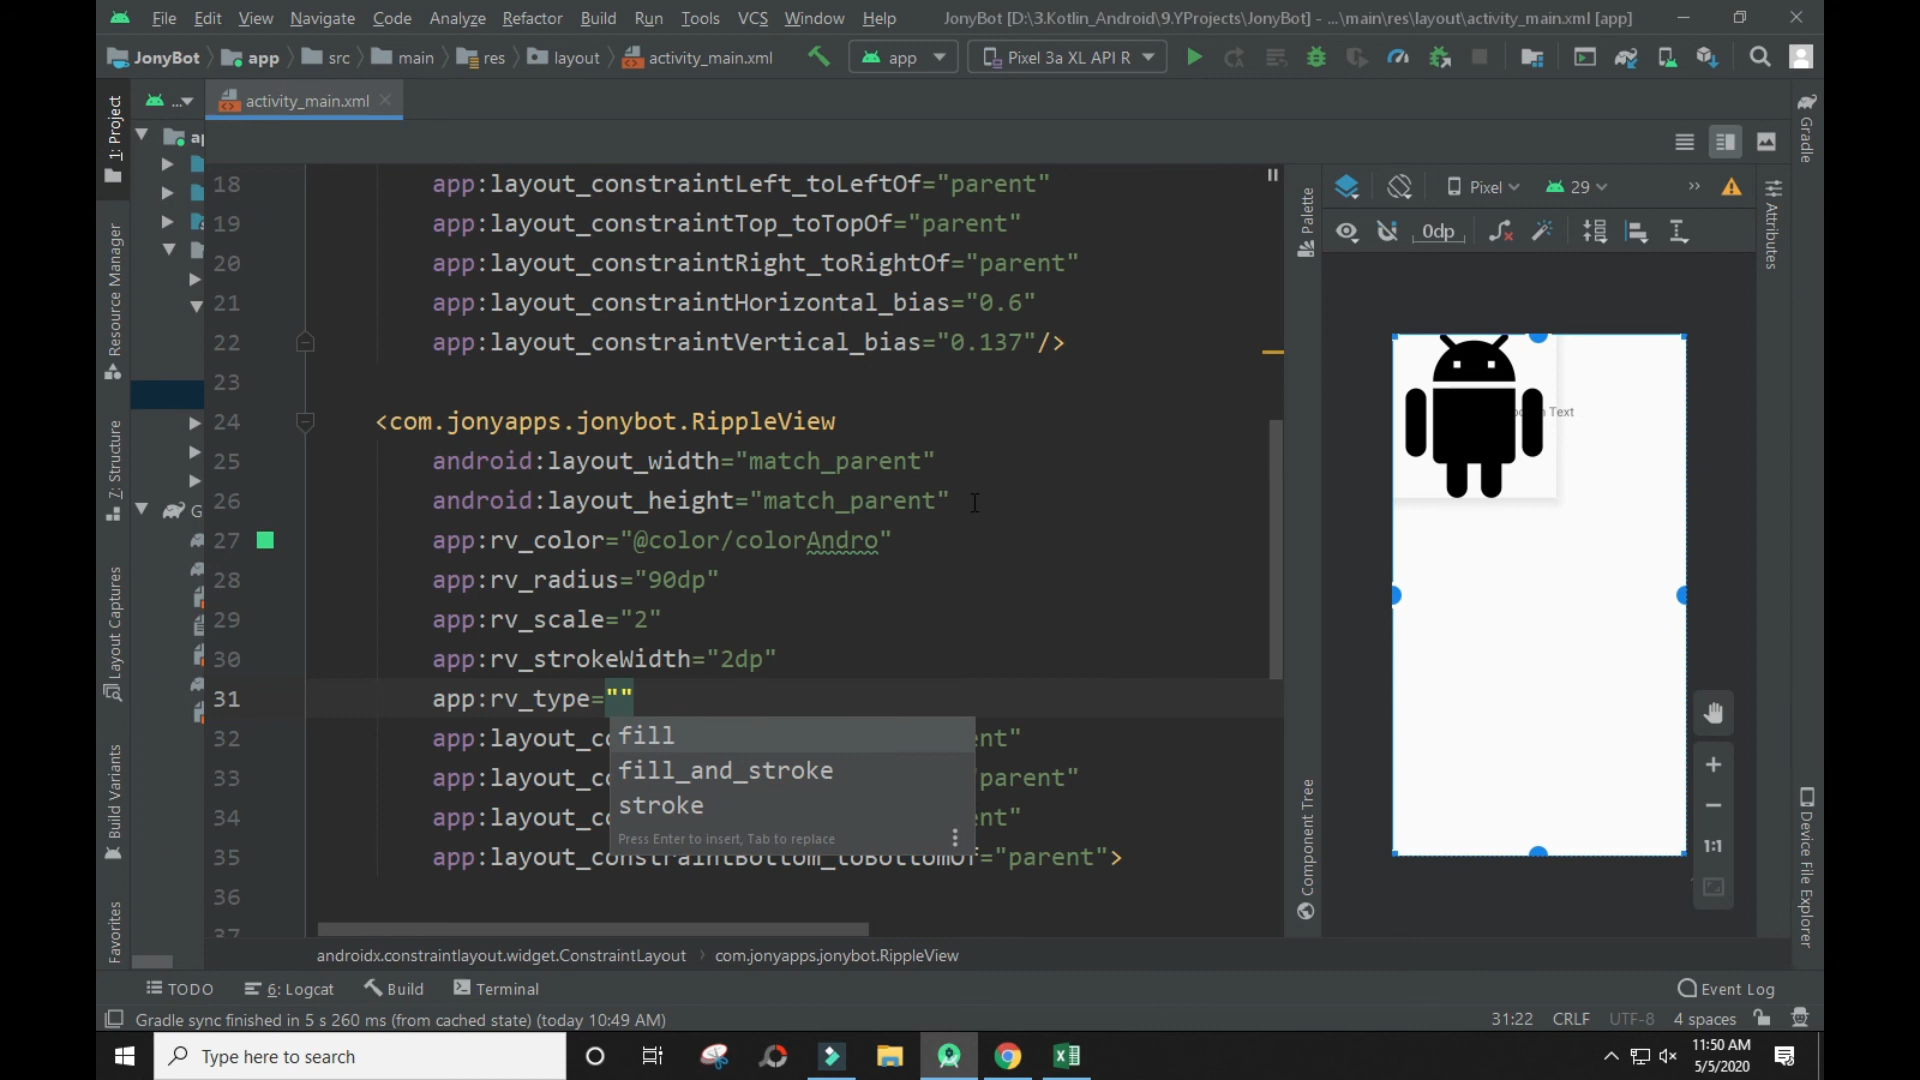 File Edit View Navigate Code Analyze Refactor Build Run Tools VCS Window Help JonyBot [D:\3.Kotlin_Android\9.YProjects\JonyBot] - ...\main\res\layout\activity_main.xml [app]
JonyBot app src main res layout activity_main.xml app Pixel 3a XL API R
... activity_main.xml
1: Project
Resource Manager
7: Structure
Layout Captures
Build Variants
Favorites
ap
G
18 app:layout_constraintLeft_toLeftOf="parent"
19 app:layout_constraintTop_toTopOf="parent"
20 app:layout_constraintRight_toRightOf="parent"
21 app:layout_constraintHorizontal_bias="0.6"
22 app:layout_constraintVertical_bias="0.137"/>
23
24 <com.jonyapps.jonybot.RippleView
25 android:layout_width="match_parent"
26 android:layout_height="match_parent"
27 app:rv_color="@color/colorAndro"
28 app:rv_radius="90dp"
29 app:rv_scale="2"
30 app:rv_strokeWidth="2dp"
31 app:rv_type=""
fill
fill_and_stroke
stroke
Press Enter to insert, Tab to replace
32 app:layout_co nt"
33 app:layout_co parent"
34 app:layout_co nt"
35 app:layout_constraintBottom_toBottomOf="parent">
36
37
androidx.constraintlayout.widget.ConstraintLayout com.jonyapps.jonybot.RippleView
Palette
Component Tree
Pixel 29
0dp
Text
1:1
Gradle
Attributes
Device File Explorer
TODO 6: Logcat Build Terminal Event Log
Gradle sync finished in 5 s 260 ms (from cached state) (today 10:49 AM) 31:22 CRLF UTF-8 4 spaces
Type here to search
11:50 AM
5/5/2020